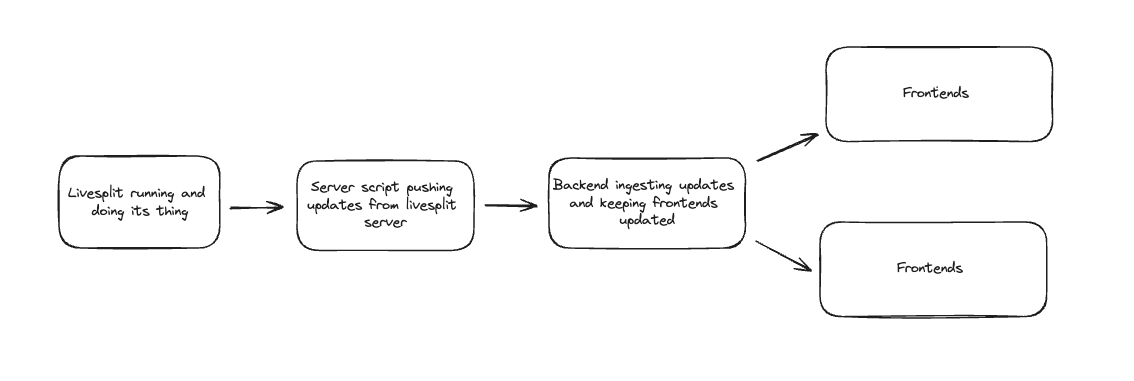 Livesplit running and
doing its thing
Server script pushing
updates from livesplit
server
Backend ingesting updates
and keeping frontends
updated
Frontends
Frontends